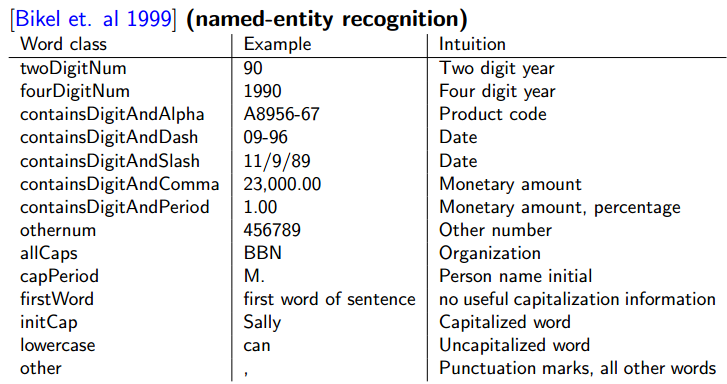 [Bikel et. al 1999] (named-entity recognition)
Word class Example Intuition
twoDigitNum 90 Two digit year
fourDigitNum 1990 Four digit year
containsDigitAndAlpha A8956-67 Product code
containsDigitAndDash 09-96 Date
containsDigitAndSlash 11/9/89 Date
containsDigitAndComma 23,000.00 Monetary amount
containsDigitAndPeriod 1.00 Monetary amount, percentage
othernum 456789 Other number
allCaps BBN Organization
capPeriod M. Person name initial
firstWord first word of sentence no useful capitalization information
initCap Sally Capitalized word
lowercase can Uncapitalized word
other , Punctuation marks, all other words